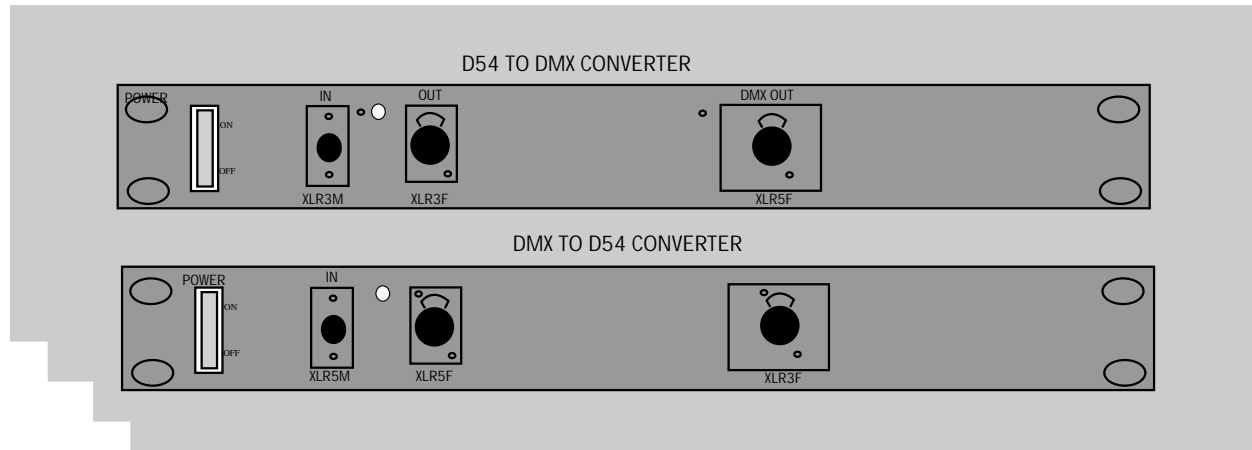 D54 TO DMX CONVERTER
POWER IN OUT DMX OUT
ON
OFF
XLR3M XLR3F XLR5F
DMX TO D54 CONVERTER
POWER IN
ON
OFF
XLR5M XLR5F XLR3F